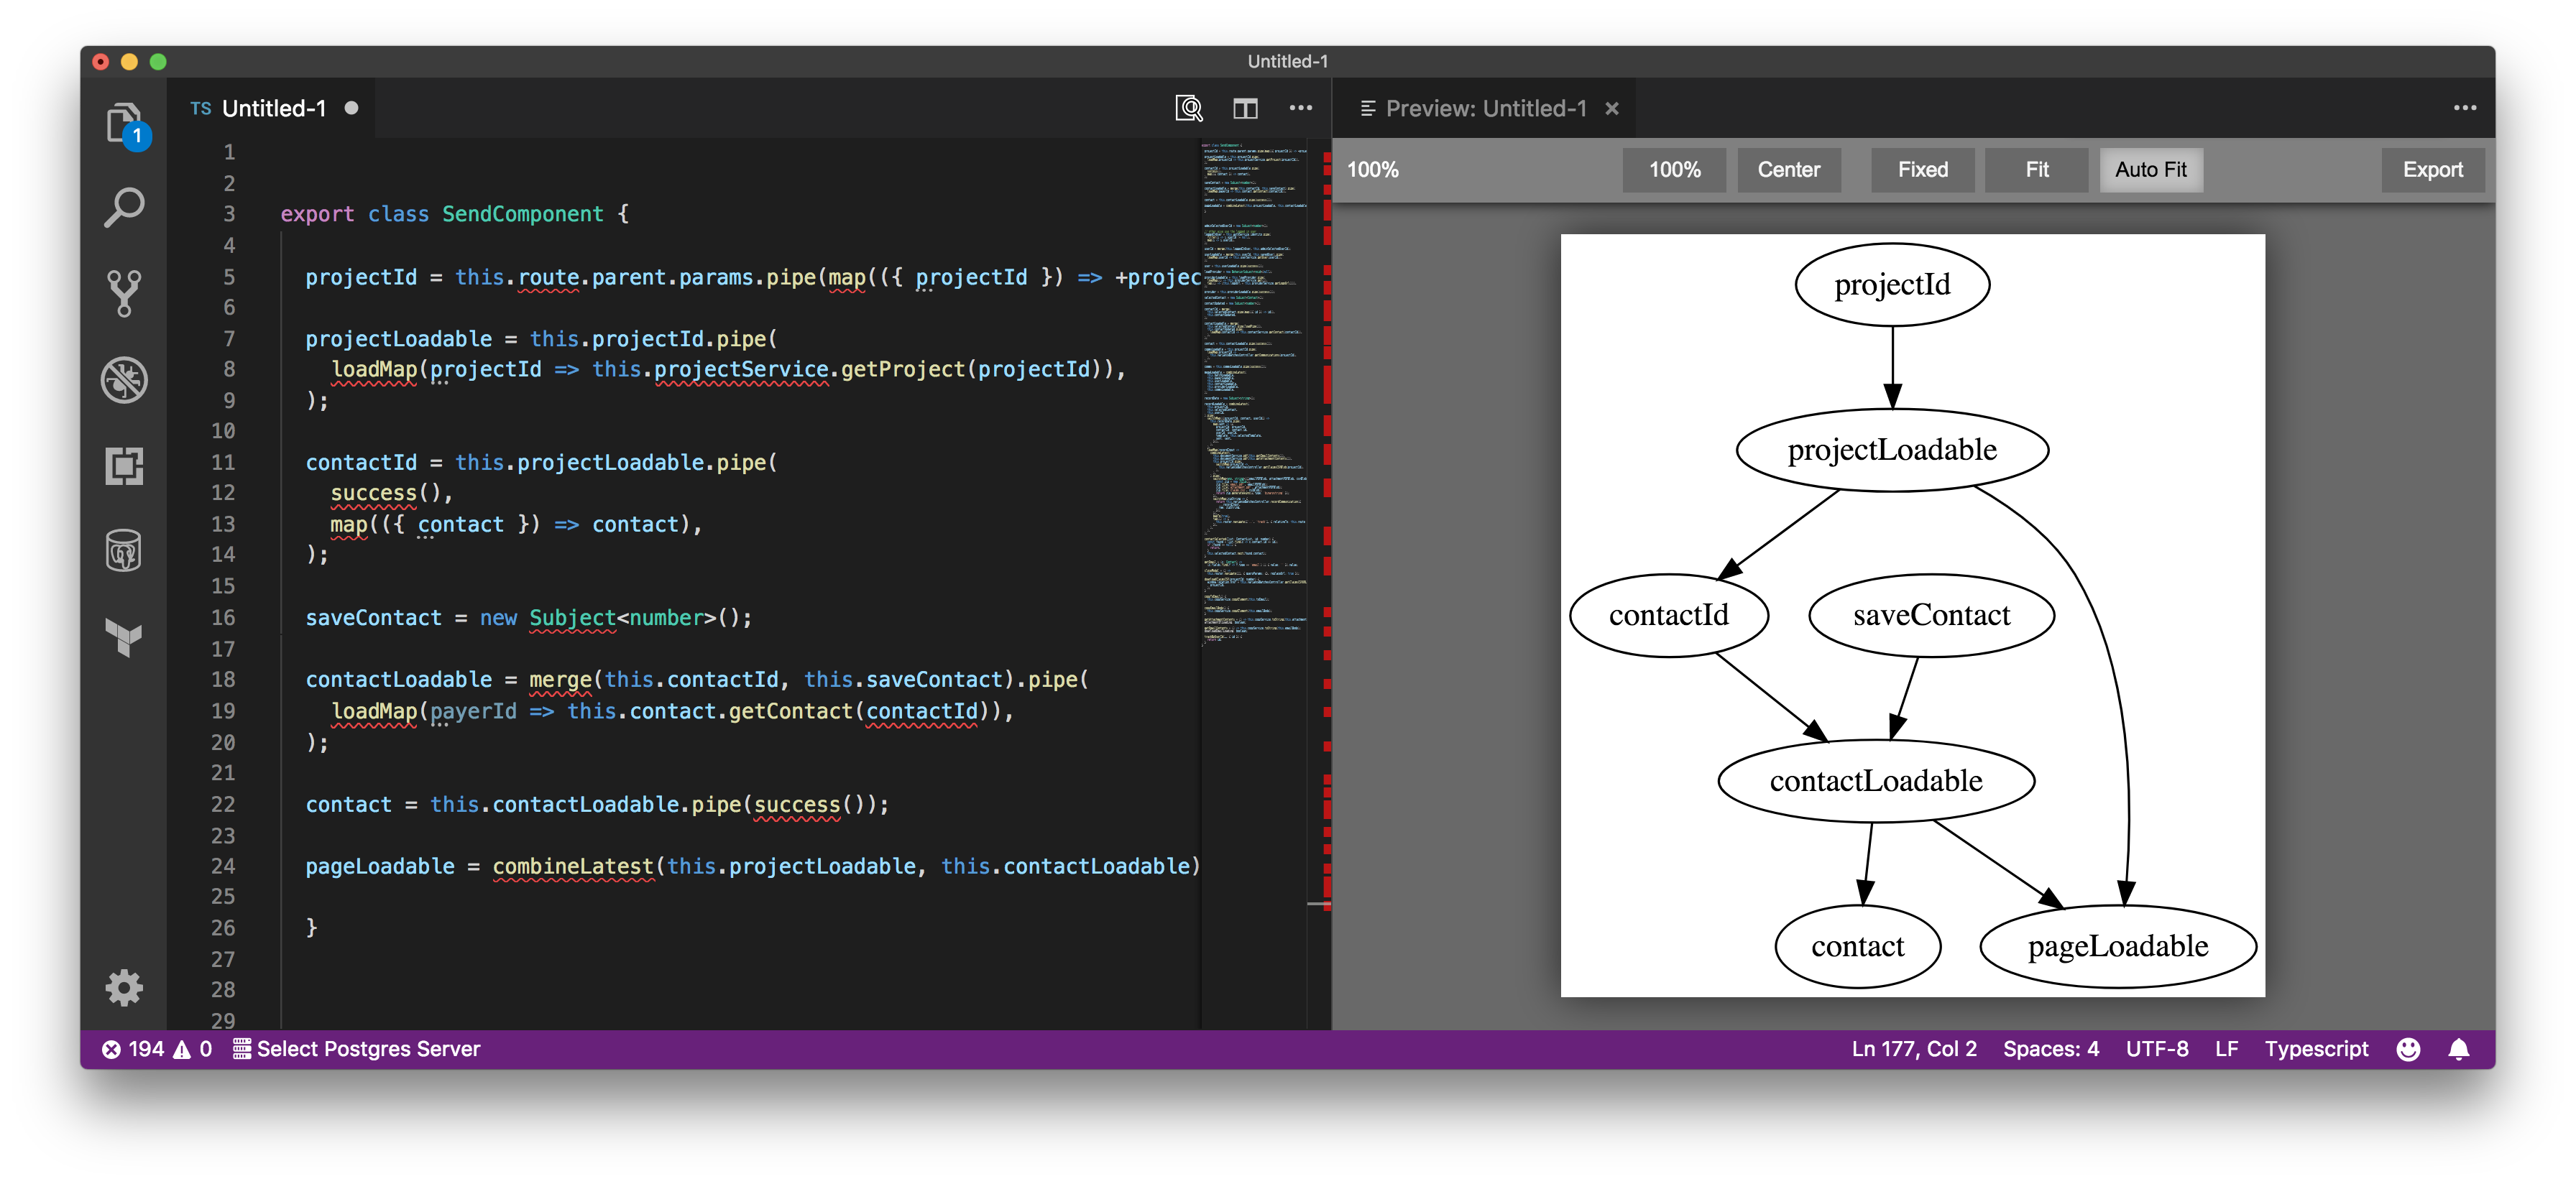 Untitled-1
1
TS Untitled-1
Preview: Untitled-1
100%
100%
Center
Fixed
Fit
Auto Fit
Export
1
2
3 export class SendComponent {
4
5 projectId = this.route.parent.params.pipe(map(({ projectId }) => +projec
6
7 projectLoadable = this.projectId.pipe(
8 loadMap(projectId => this.projectService.getProject(projectId)),
9 );
10
11 contactId = this.projectLoadable.pipe(
12 success(),
13 map(({ contact }) => contact),
14 );
15
16 saveContact = new Subject<number>();
17
18 contactLoadable = merge(this.contactId, this.saveContact).pipe(
19 loadMap(payerId => this.contact.getContact(contactId)),
20 );
21
22 contact = this.contactLoadable.pipe(success());
23
24 pageLoadable = combineLatest(this.projectLoadable, this.contactLoadable)
25
26 }
27
28
29
projectId
projectLoadable
contactId
saveContact
contactLoadable
contact
pageLoadable
194 0 Select Postgres Server
Ln 177, Col 2 Spaces: 4 UTF-8 LF Typescript